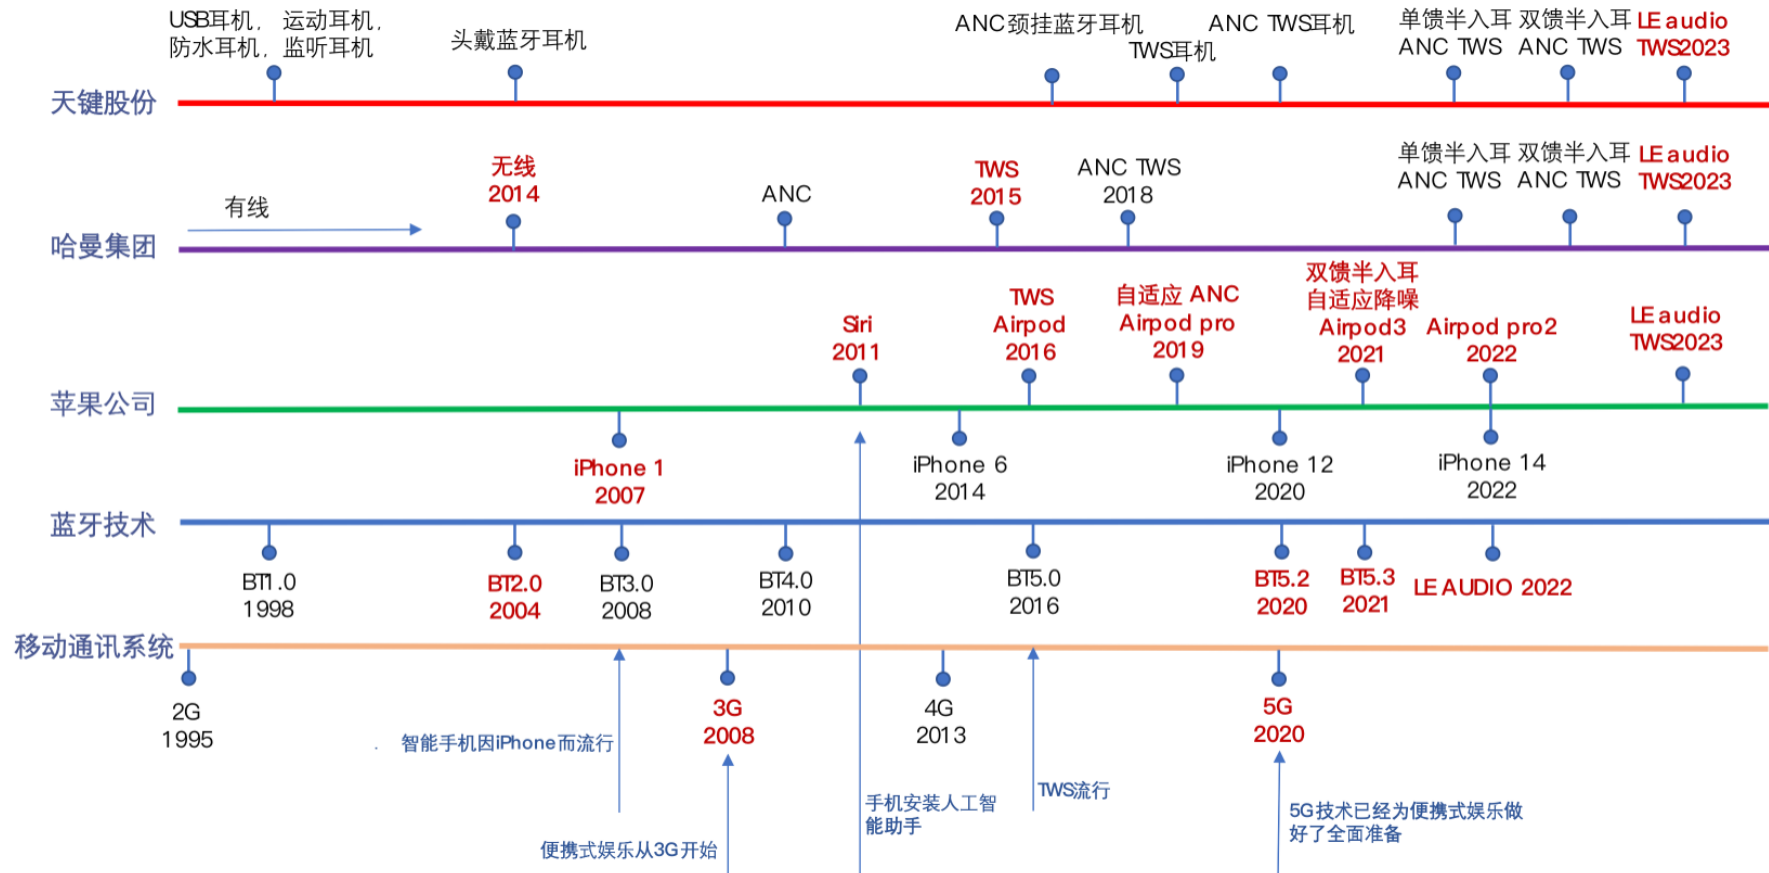 USB耳机, 运动耳机,
防水耳机, 监听耳机
头戴蓝牙耳机
ANC颈挂蓝牙耳机
TWS耳机
ANC TWS耳机
单馈半入耳
ANC TWS
双馈半入耳
ANC TWS
LE audio
TWS2023
天键股份
有线
无线
2014
ANC
TWS
2015
ANC TWS
2018
单馈半入耳
ANC TWS
双馈半入耳
ANC TWS
LE audio
TWS2023
哈曼集团
Siri
2011
TWS
Airpod
2016
自适应 ANC
Airpod pro
2019
双馈半入耳
自适应降噪
Airpod3
2021
Airpod pro2
2022
LE audio
TWS2023
苹果公司
iPhone 1
2007
iPhone 6
2014
iPhone 12
2020
iPhone 14
2022
蓝牙技术
BT1.0
1998
BT2.0
2004
BT3.0
2008
BT4.0
2010
BT5.0
2016
BT5.2
2020
BT5.3
2021
LE AUDIO 2022
移动通讯系统
2G
1995
3G
2008
4G
2013
5G
2020
智能手机因iPhone而流行
便携式娱乐从3G开始
手机安装人工智
能助手
TWS流行
5G技术已经为便携式娱乐做
好了全面准备